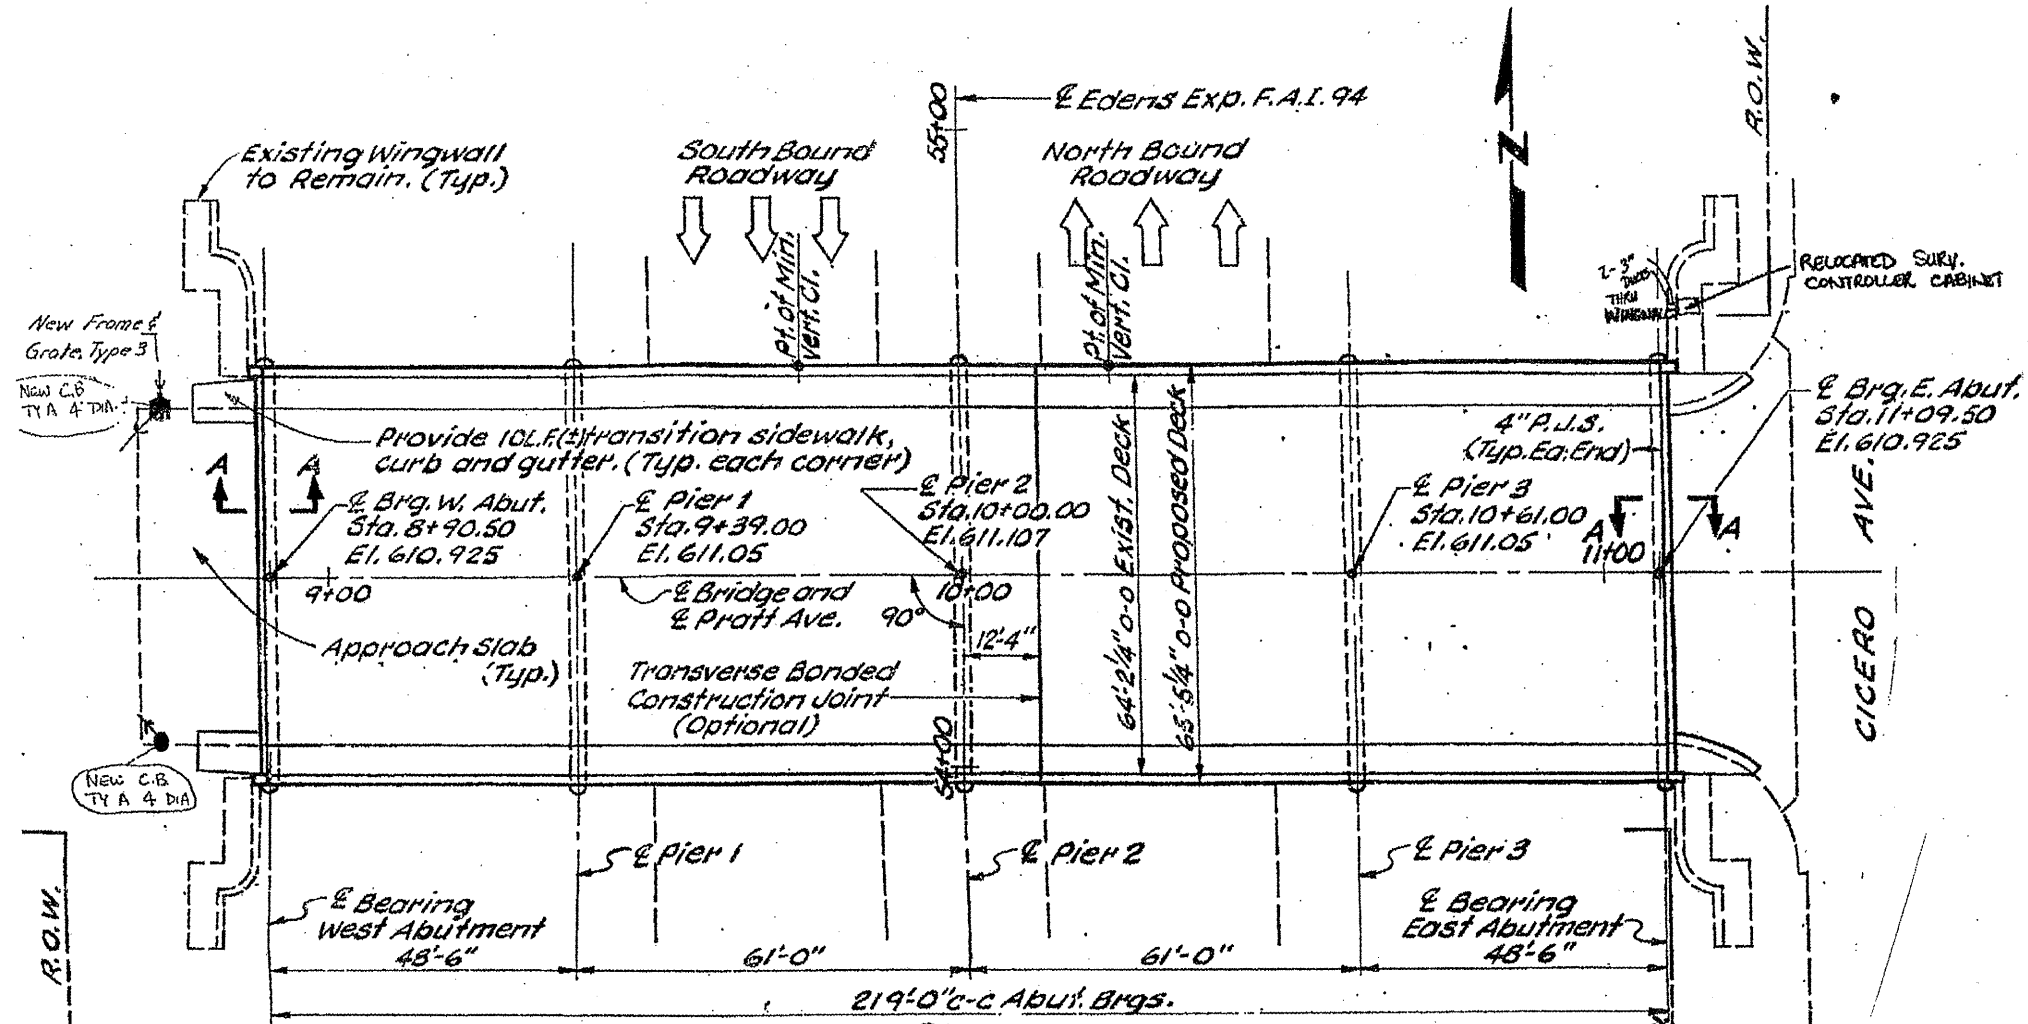 ℄ Edens Exp. F.A.I. 94
55+00
R.O.W.
N
Existing Wingwall
to Remain. (Typ.)
South Bound
Roadway
North Bound
Roadway
Pt. of Min.
Vert. Cl.
Pt. of Min.
Vert. Cl.
2-3"
DUCTS
THRU
WINGWALL
RELOCATED SURV.
CONTROLLER CABINET
New Frame &
Grate, Type 3
NEW C.B
TY A 4' DIA.
℄ Brg. E. Abut.
Sta. 11+09.50
El. 610.925
Provide 10 L.F.(±) transition sidewalk,
curb and gutter. (Typ. each corner)
4" P.J.S.
(Typ. Ea. End)
A
A
℄ Brg. W. Abut.
Sta. 8+90.50
El. 610.925
℄ Pier 1
Sta. 9+39.00
El. 611.05
℄ Pier 2
Sta. 10+00.00
El. 611.107
64'-2¼" o-o Exist. Deck
65'-5¼" o-o Proposed Deck
℄ Pier 3
Sta. 10+61.00
El. 611.05
A
A
11+00
CICERO AVE.
9+00
℄ Bridge and
℄ Pratt Ave.
10+00
90°
12'-4"
Approach Slab
(Typ.)
Transverse Bonded
Construction Joint
(Optional)
54+00
NEW C.B.
TY A 4 DIA
℄ Pier 1
℄ Pier 2
℄ Pier 3
R.O.W.
℄ Bearing
West Abutment
℄ Bearing
East Abutment
48'-6"
61'-0"
61'-0"
48'-6"
219'-0" c-c Abut. Brgs.